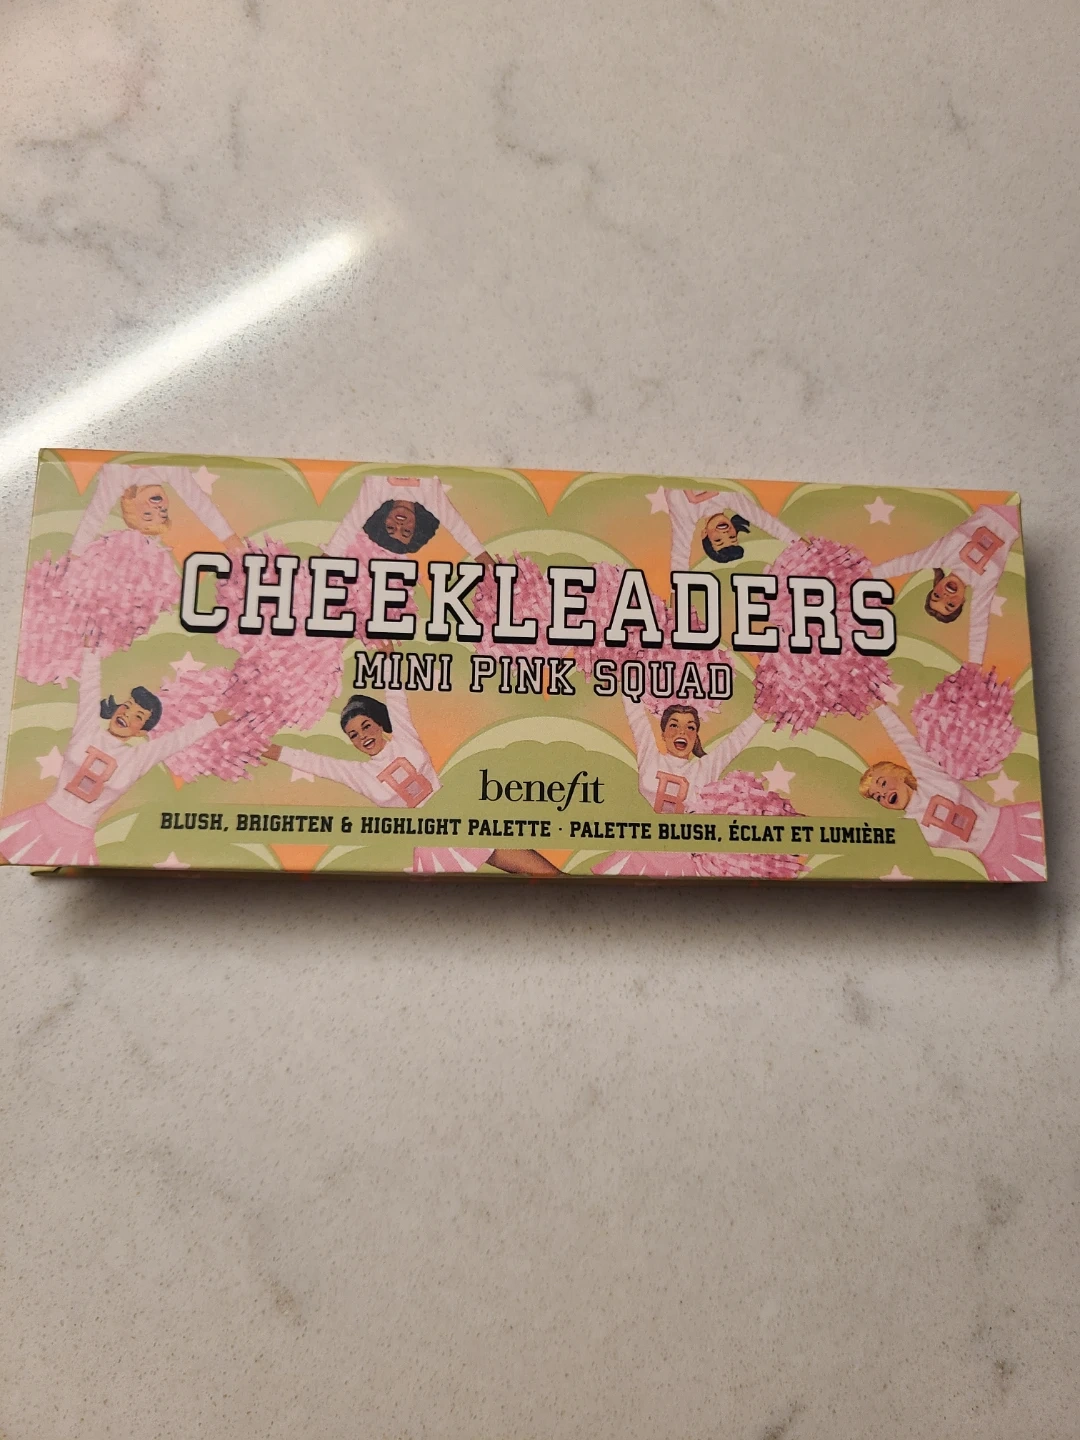 CHEEKLEADERS
MINI PINK SQUAD
benefit
BLUSH, BRIGHTEN & HIGHLIGHT PALETTE · PALETTE BLUSH, ÉCLAT ET LUMIÈRE
B
B
B
B
B